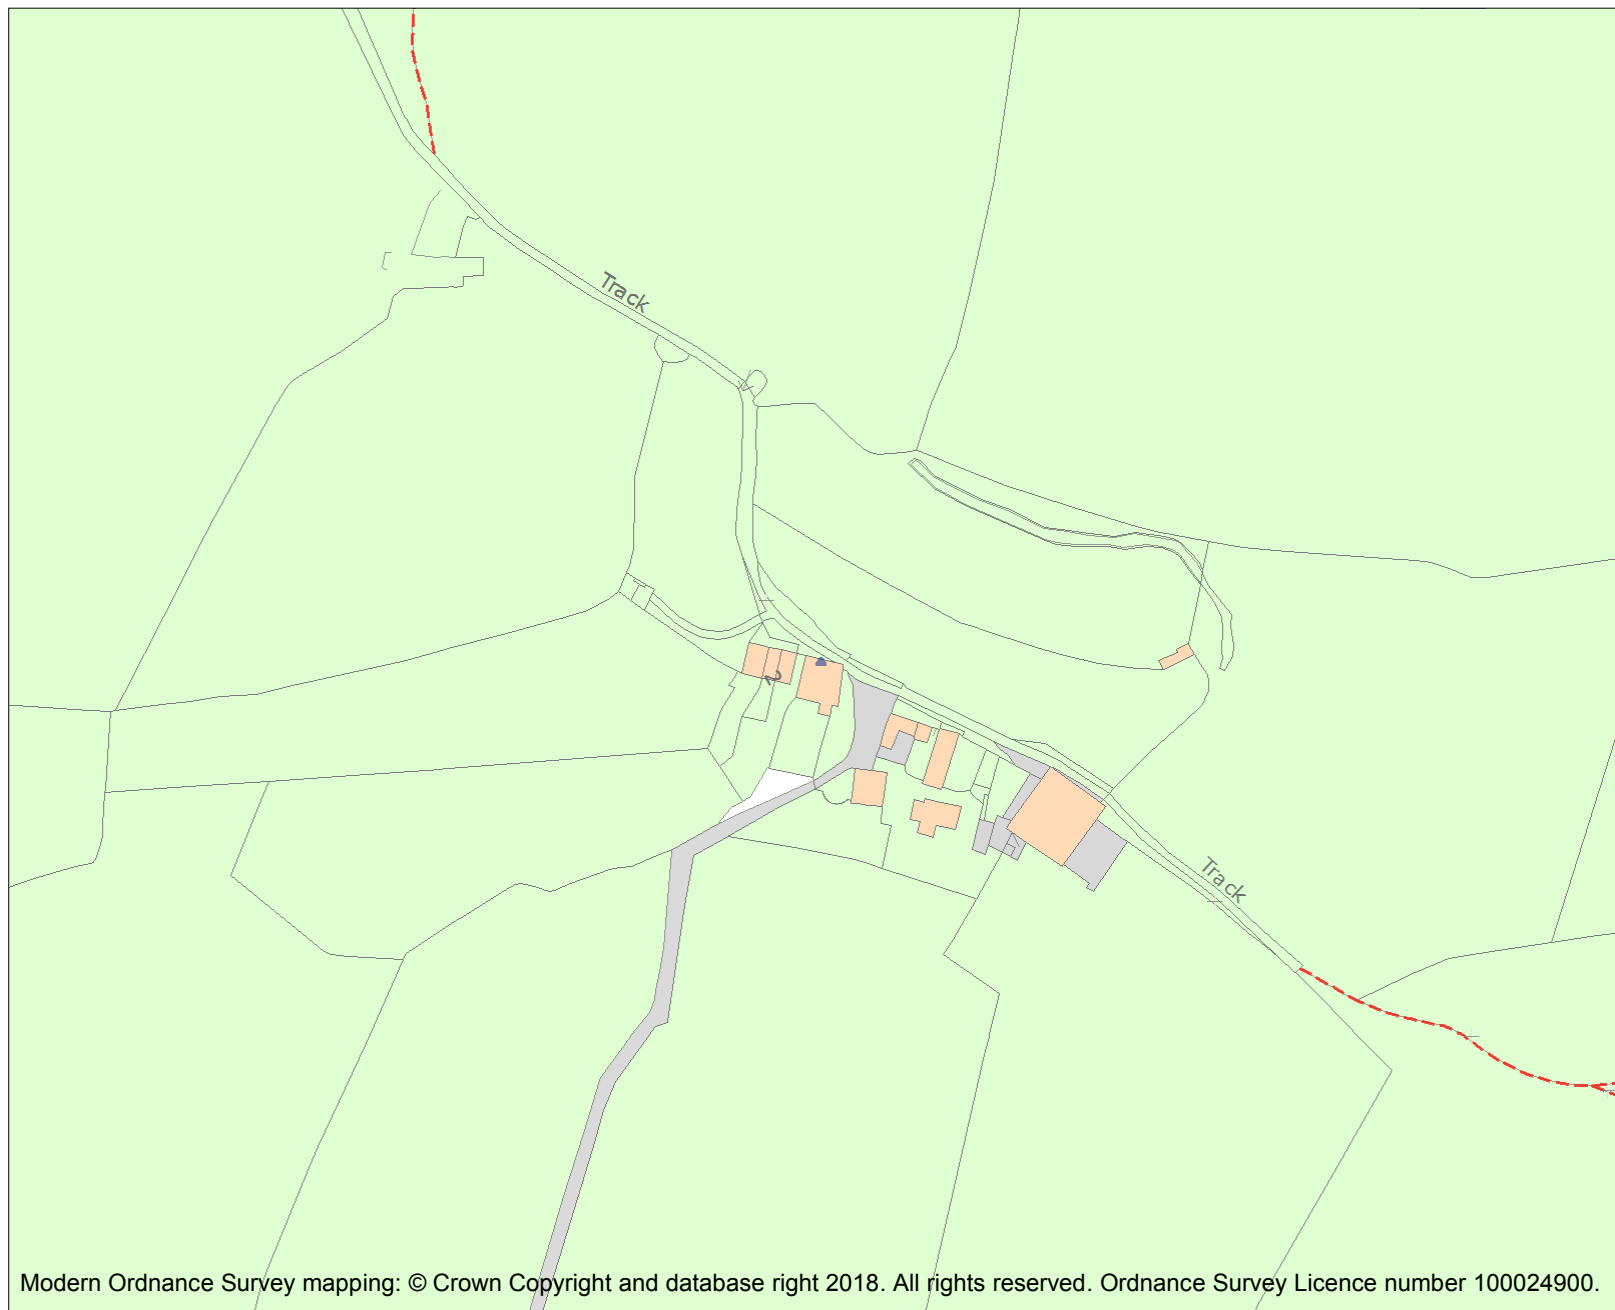 Track
2
Track
Modern Ordnance Survey mapping: © Crown Copyright and database right 2018. All rights reserved. Ordnance Survey Licence number 100024900.